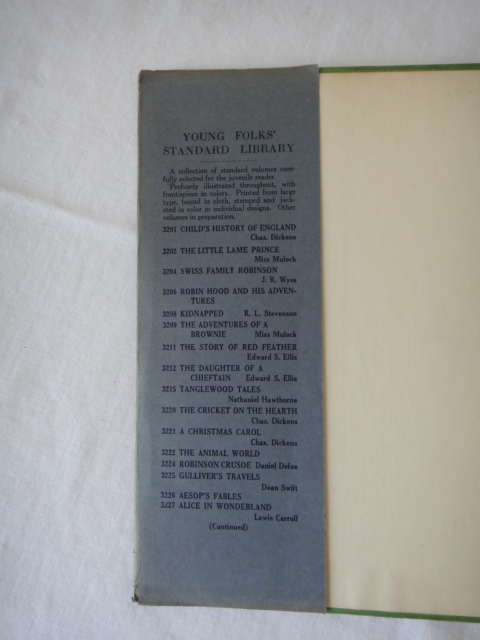 YOUNG FOLKS'
STANDARD LIBRARY
A collection of standard volumes care-
fully selected for the juvenile reader.
Profusely illustrated throughout, with
frontispiece in colors. Printed from large
type, bound in cloth, stamped and jack-
eted in color in individual designs. Other
volumes in preparation.
3201 CHILD'S HISTORY OF ENGLAND
Chas. Dickens
3202 THE LITTLE LAME PRINCE
Miss Mulock
3204 SWISS FAMILY ROBINSON
J. R. Wyss
3206 ROBIN HOOD AND HIS ADVEN-
TURES
3208 KIDNAPPED R. L. Stevenson
3209 THE ADVENTURES OF A
BROWNIE Miss Mulock
3211 THE STORY OF RED FEATHER
Edward S. Ellis
3212 THE DAUGHTER OF A
CHIEFTAIN Edward S. Ellis
3215 TANGLEWOOD TALES
Nathaniel Hawthorne
3220 THE CRICKET ON THE HEARTH
Chas. Dickens
3221 A CHRISTMAS CAROL
Chas. Dickens
3222 THE ANIMAL WORLD
3224 ROBINSON CRUSOE Daniel Defoe
3225 GULLIVER'S TRAVELS
Dean Swift
3226 AESOP'S FABLES
3227 ALICE IN WONDERLAND
Lewis Carroll
(Continued)